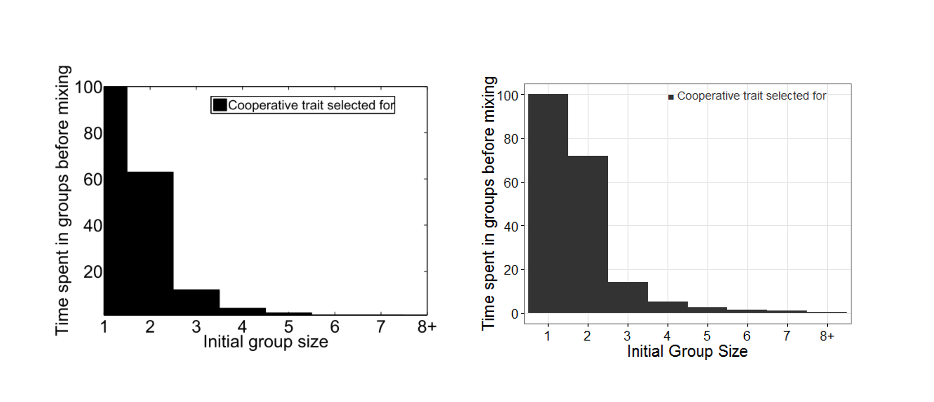 Time spent in groups before mixing
100
80
60
40
20
Cooperative trait selected for
1 2 3 4 5 6 7 8+
Initial group size
Time spent in groups before mixing
100
80
60
40
20
0
Cooperative trait selected for
1 2 3 4 5 6 7 8+
Initial Group Size